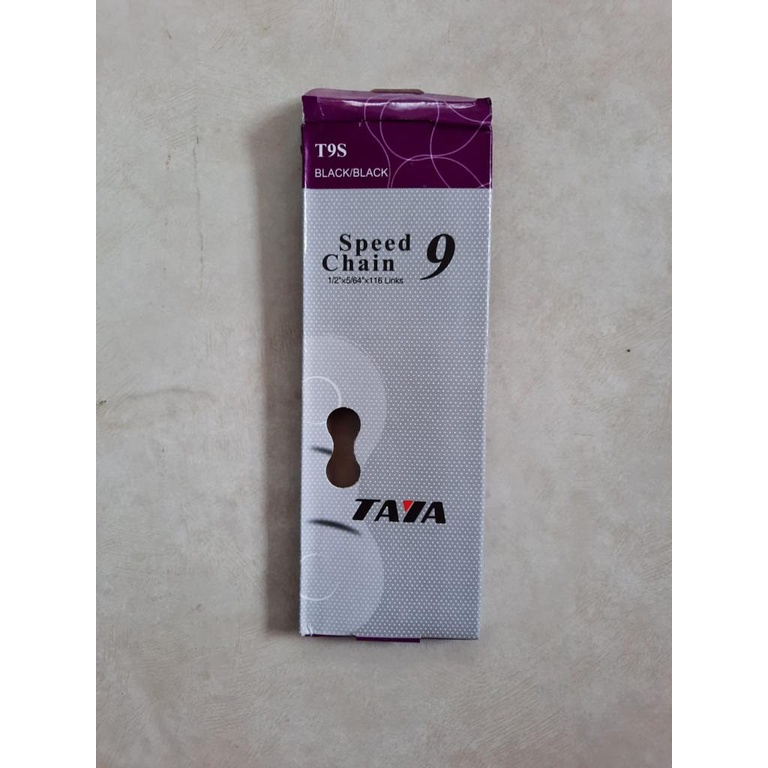 T9S
BLACK/BLACK
Speed 9
Chain
1/2"x5/64"x116 Links
TAYA